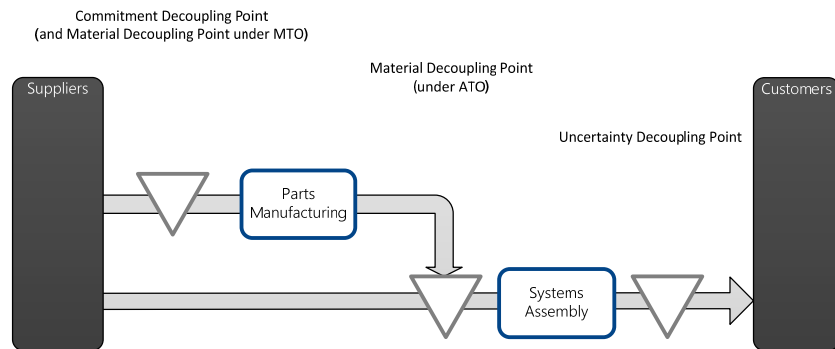 Commitment Decoupling Point
(and Material Decoupling Point under MTO)
Material Decoupling Point
(under ATO)
Suppliers
Customers
Uncertainty Decoupling Point
Parts
Manufacturing
Systems
Assembly